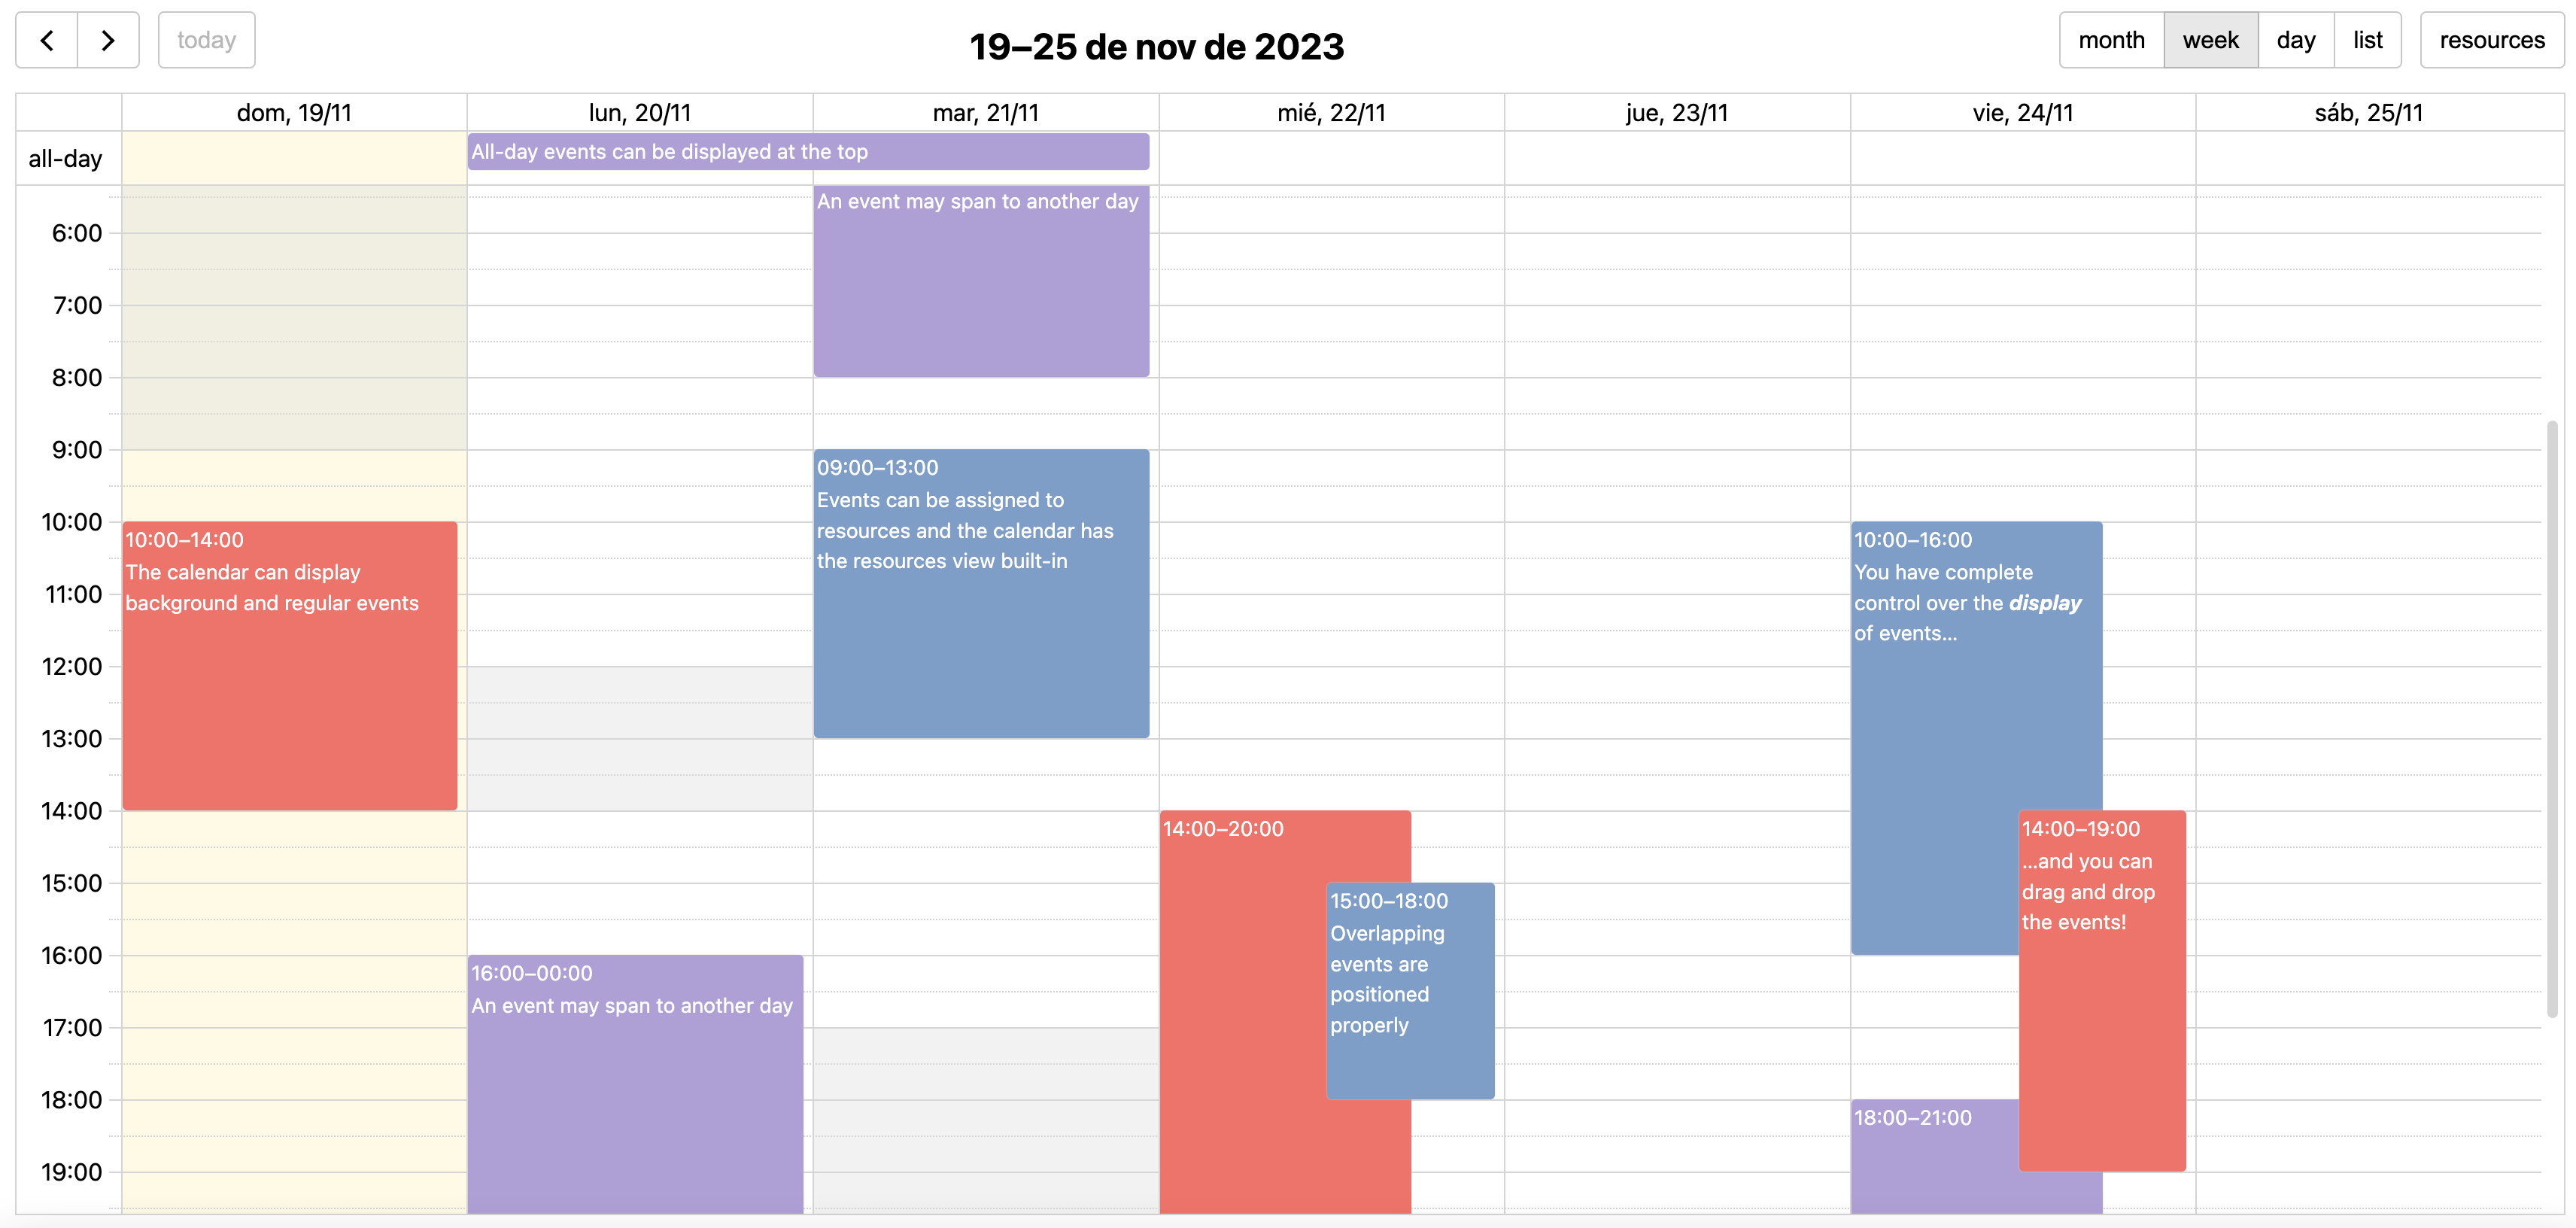 today
19–25 de nov de 2023
month week day list resources
dom, 19/11 lun, 20/11 mar, 21/11 mié, 22/11 jue, 23/11 vie, 24/11 sáb, 25/11
all-day
All-day events can be displayed at the top
An event may span to another day
6:00
7:00
8:00
9:00
10:00
11:00
12:00
13:00
14:00
15:00
16:00
17:00
18:00
19:00
10:00–14:00
The calendar can display
background and regular events
16:00–00:00
An event may span to another day
09:00–13:00
Events can be assigned to
resources and the calendar has
the resources view built-in
14:00–20:00
15:00–18:00
Overlapping
events are
positioned
properly
10:00–16:00
You have complete
control over the display
of events...
14:00–19:00
...and you can
drag and drop
the events!
18:00–21:00